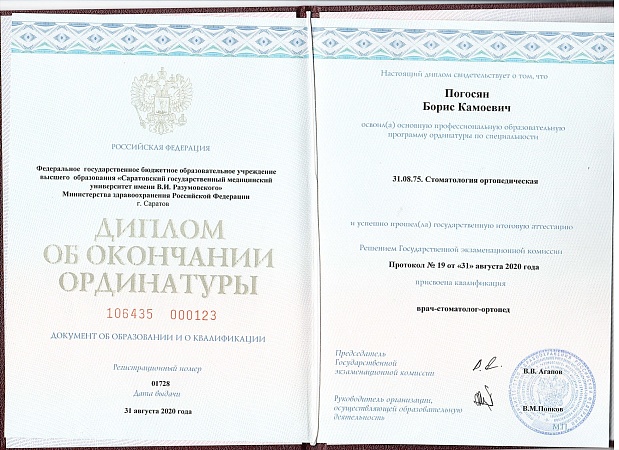 РОССИЙСКАЯ ФЕДЕРАЦИЯ
Федеральное государственное бюджетное образовательное учреждение
высшего образования «Саратовский государственный медицинский
университет имени В.И. Разумовского»
Министерства здравоохранения Российской Федерации
г. Саратов
ДИПЛОМ
ОБ ОКОНЧАНИИ
ОРДИНАТУРЫ
106435 000123
ДОКУМЕНТ ОБ ОБРАЗОВАНИИ И О КВАЛИФИКАЦИИ
Регистрационный номер
01728
Дата выдачи
31 августа 2020 года
Настоящий диплом свидетельствует о том, что
Погосян
Борис Камоевич
освоил(а) основную профессиональную образовательную
программу ординатуры по специальности
31.08.75. Стоматология ортопедическая
и успешно прошел(ла) государственную итоговую аттестацию
Решением Государственной экзаменационной комиссии
Протокол № 19 от «31» августа 2020 года
присвоена квалификация
врач-стоматолог-ортопед
Председатель
Государственной
экзаменационной комиссии
В.В. Агапов
Руководитель организации,
осуществляющей образовательную
деятельность
В.М.Попков